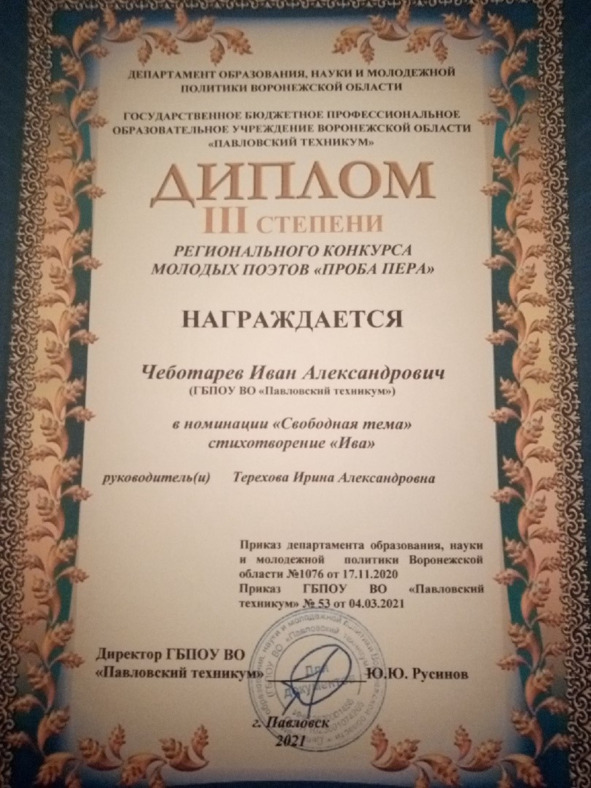 ДЕПАРТАМЕНТ ОБРАЗОВАНИЯ, НАУКИ И МОЛОДЕЖНОЙ
ПОЛИТИКИ ВОРОНЕЖСКОЙ ОБЛАСТИ
ГОСУДАРСТВЕННОЕ БЮДЖЕТНОЕ ПРОФЕССИОНАЛЬНОЕ
ОБРАЗОВАТЕЛЬНОЕ УЧРЕЖДЕНИЕ ВОРОНЕЖСКОЙ ОБЛАСТИ
«ПАВЛОВСКИЙ ТЕХНИКУМ»
ДИПЛОМ
III СТЕПЕНИ
РЕГИОНАЛЬНОГО КОНКУРСА
МОЛОДЫХ ПОЭТОВ «ПРОБА ПЕРА»
НАГРАЖДАЕТСЯ
Чеботарев Иван Александрович
(ГБПОУ ВО «Павловский техникум»)
в номинации «Свободная тема»
стихотворение «Ива»
руководитель(и) Терехова Ирина Александровна
Приказ департамента образования, науки
и молодежной политики Воронежской
области №1076 от 17.11.2020
Приказ ГБПОУ ВО «Павловский
техникум» № 53 от 04.03.2021
Директор ГБПОУ ВО
«Павловский техникум» Ю.Ю. Русинов
Для
документов
г. Павловск
2021